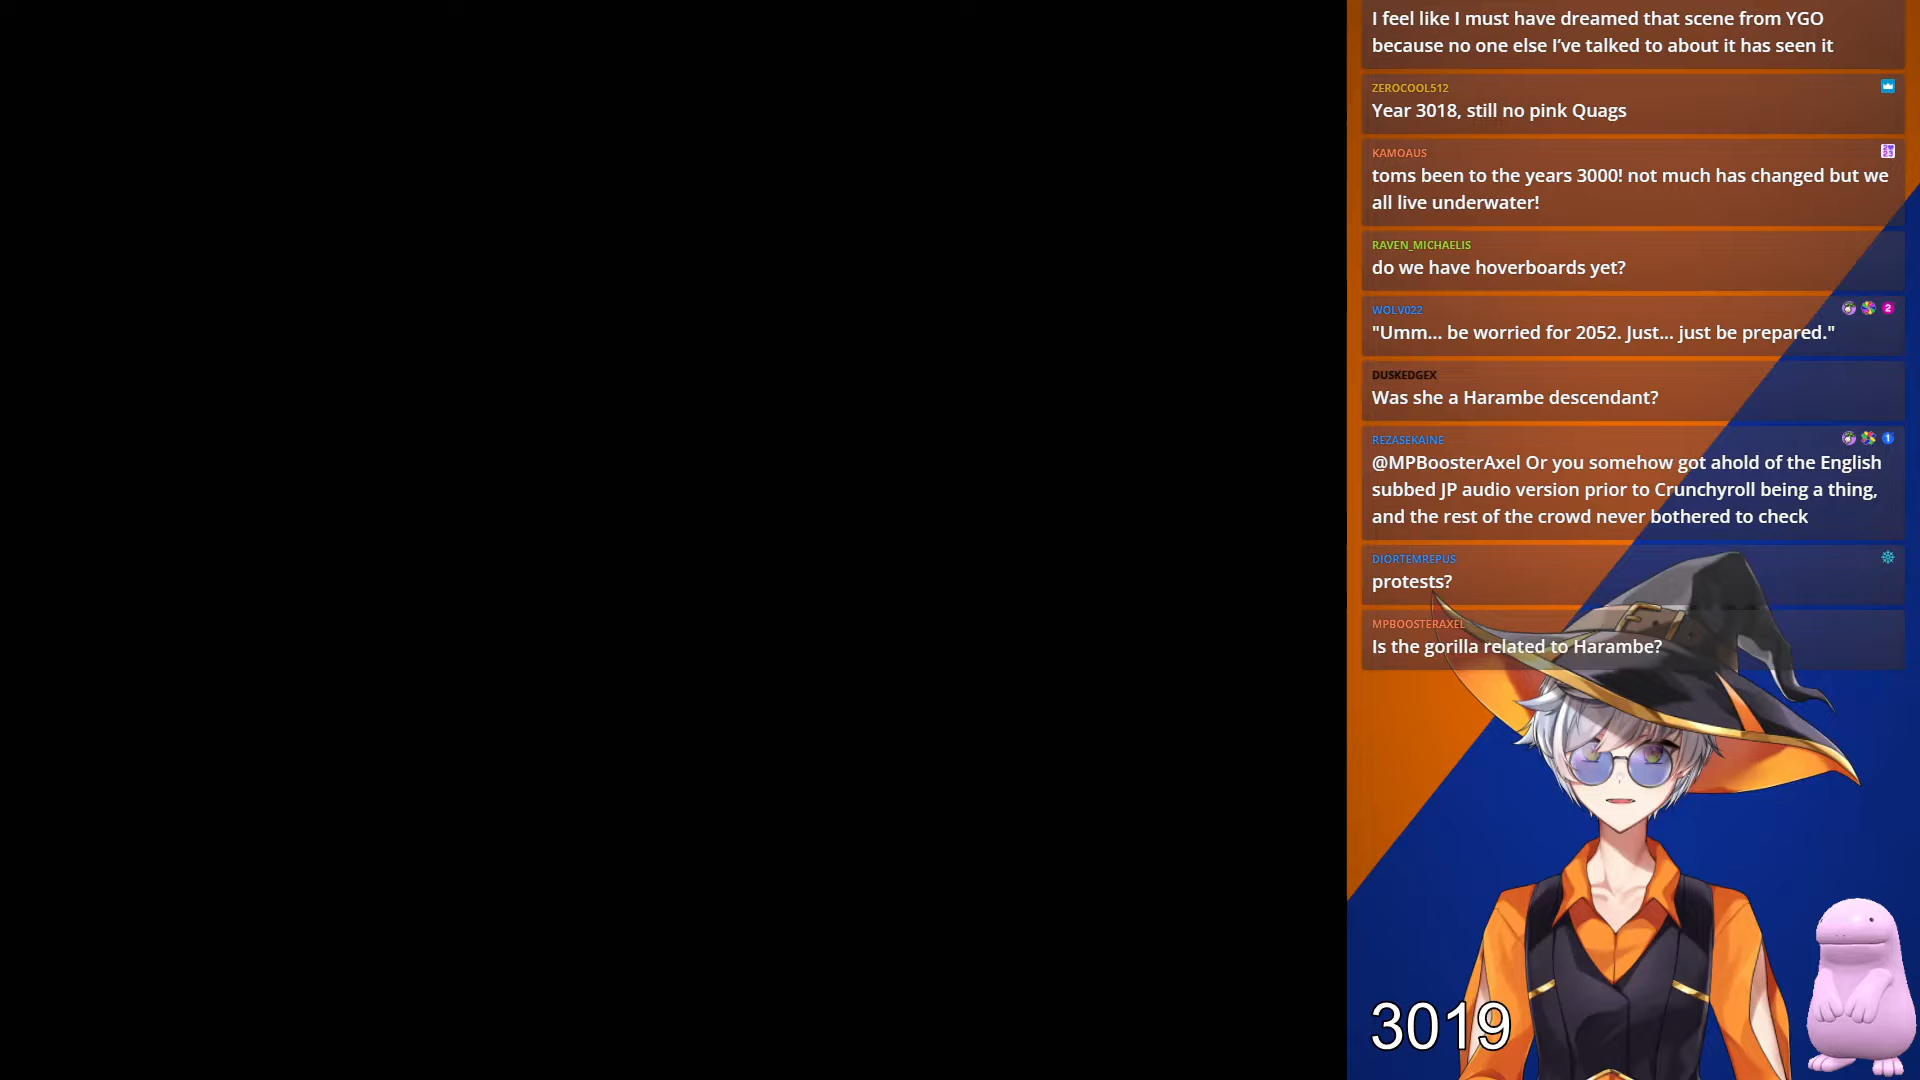 I feel like I must have dreamed that scene from YGO
because no one else I’ve talked to about it has seen it
ZEROCOOL512
Year 3018, still no pink Quags
KAMOAUS
toms been to the years 3000! not much has changed but we
all live underwater!
RAVEN_MICHAELIS
do we have hoverboards yet?
WOLV022
2
"Umm... be worried for 2052. Just... just be prepared."
DUSKEDGEX
Was she a Harambe descendant?
REZASEKAINE
1
@MPBoosterAxel Or you somehow got ahold of the English
subbed JP audio version prior to Crunchyroll being a thing,
and the rest of the crowd never bothered to check
DIORTEMREPUS
protests?
MPBOOSTERAXEL
Is the gorilla related to Harambe?
3019